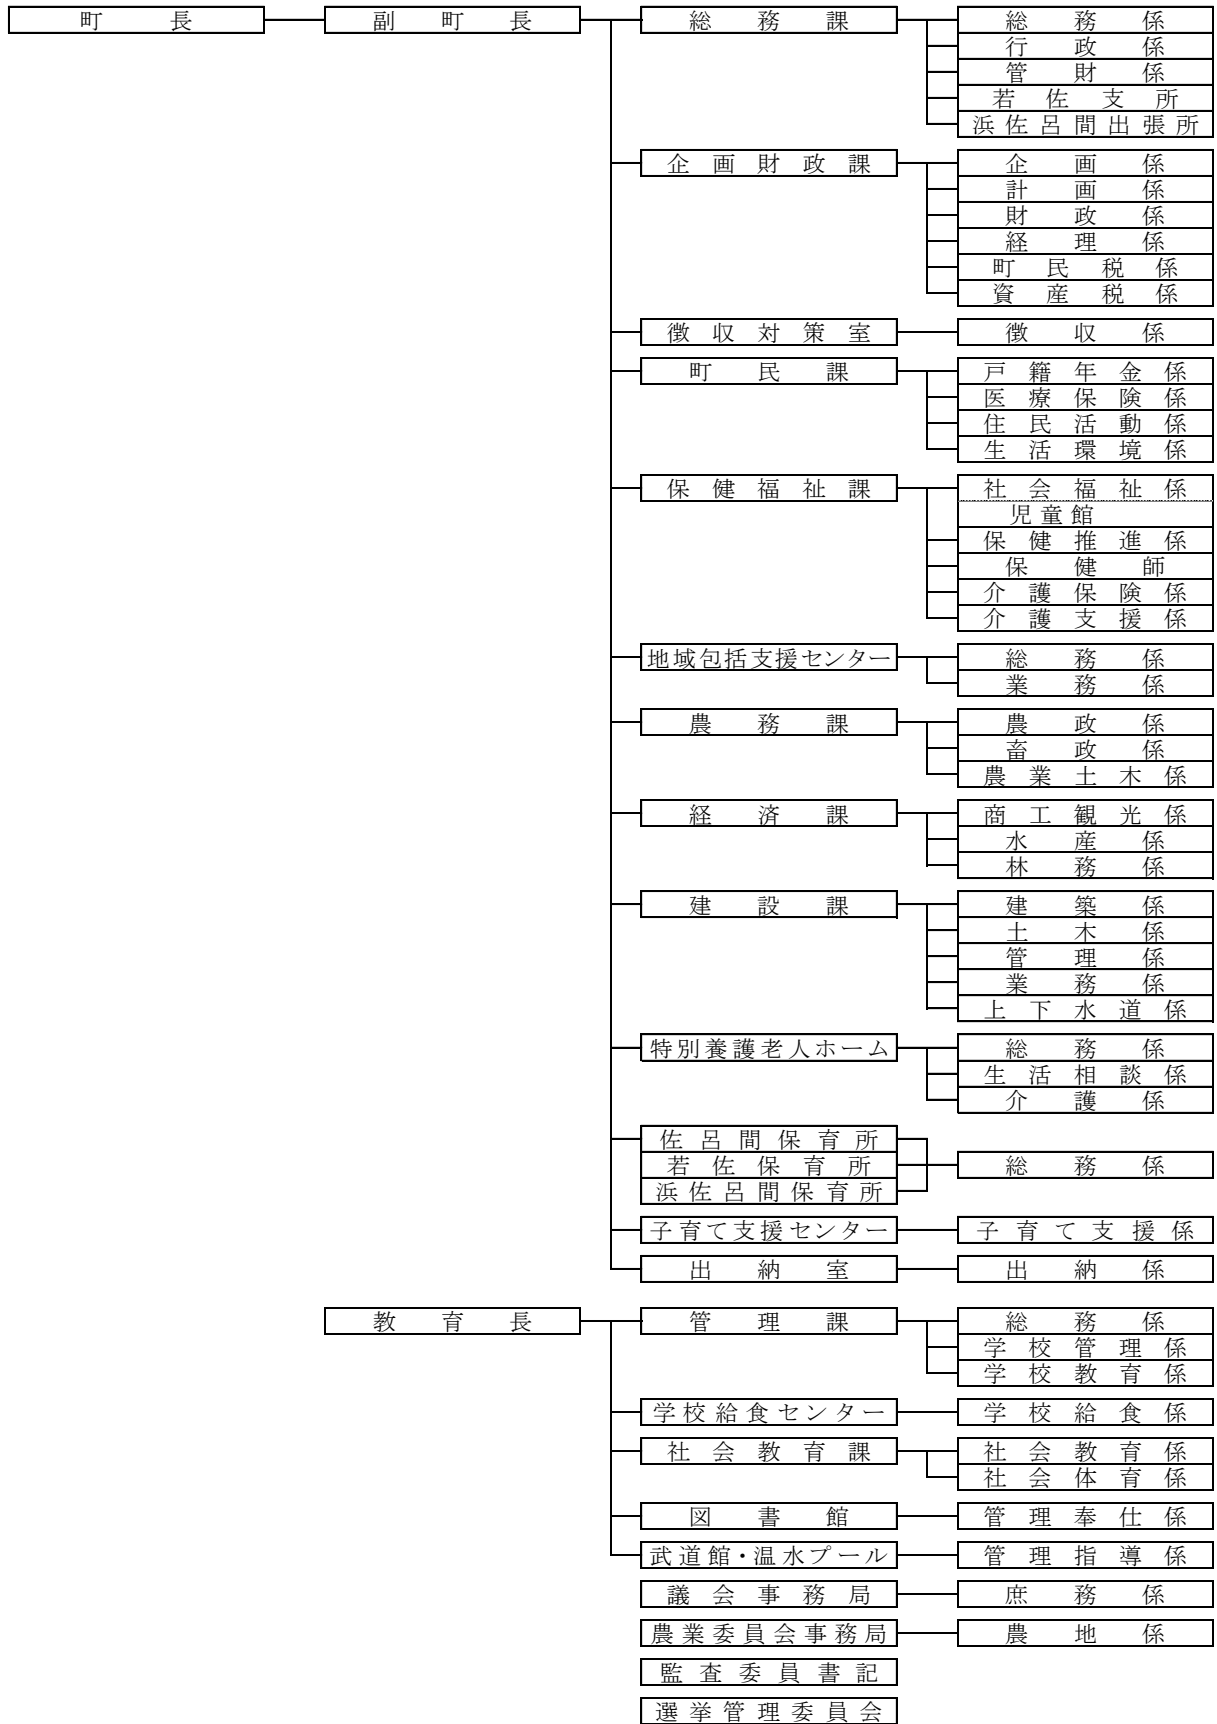 町長 副町長 総務課 総務係
行政係
管財係
若佐支所
浜佐呂間出張所
企画財政課 企画係
計画係
財政係
経理係
町民税係
資産税係
徴収対策室 徴収係
町民課 戸籍年金係
医療保険係
住民活動係
生活環境係
保健福祉課 社会福祉係
児童館
保健推進係
保健師
介護保険係
介護支援係
地域包括支援センター 総務係
業務係
農務課 農政係
畜政係
農業土木係
経済課 商工観光係
水産係
林務係
建設課 建築係
土木係
管理係
業務係
上下水道係
特別養護老人ホーム 総務係
生活相談係
介護係
佐呂間保育所
若佐保育所 総務係
浜佐呂間保育所
子育て支援センター 子育て支援係
出納室 出納係
教育長 管理課 総務係
学校管理係
学校教育係
学校給食センター 学校給食係
社会教育課 社会教育係
社会体育係
図書館 管理奉仕係
武道館・温水プール 管理指導係
議会事務局 庶務係
農業委員会事務局 農地係
監査委員書記
選挙管理委員会